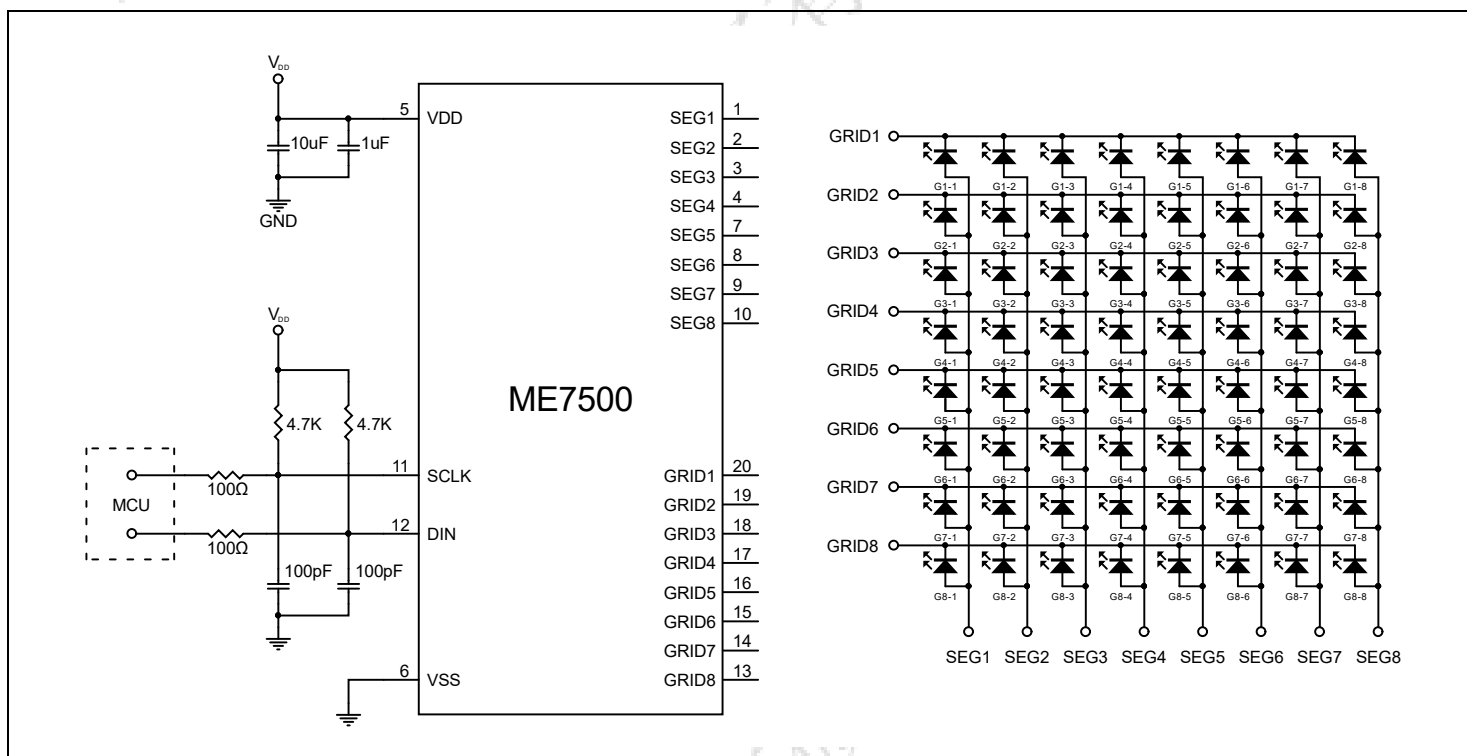 V_DD
5 VDD
10uF 1uF
GND
V_DD
4.7K 4.7K
MCU
100Ω
100Ω
11 SCLK
12 DIN
100pF 100pF
6 VSS
ME7500
SEG1 1
SEG2 2
SEG3 3
SEG4 4
SEG5 7
SEG6 8
SEG7 9
SEG8 10
GRID1 20
GRID2 19
GRID3 18
GRID4 17
GRID5 16
GRID6 15
GRID7 14
GRID8 13
GRID1
G1-1 G1-2 G1-3 G1-4 G1-5 G1-6 G1-7 G1-8
GRID2
G2-1 G2-2 G2-3 G2-4 G2-5 G2-6 G2-7 G2-8
GRID3
G3-1 G3-2 G3-3 G3-4 G3-5 G3-6 G3-7 G3-8
GRID4
G4-1 G4-2 G4-3 G4-4 G4-5 G4-6 G4-7 G4-8
GRID5
G5-1 G5-2 G5-3 G5-4 G5-5 G5-6 G5-7 G5-8
GRID6
G6-1 G6-2 G6-3 G6-4 G6-5 G6-6 G6-7 G6-8
GRID7
G7-1 G7-2 G7-3 G7-4 G7-5 G7-6 G7-7 G7-8
GRID8
G8-1 G8-2 G8-3 G8-4 G8-5 G8-6 G8-7 G8-8
SEG1 SEG2 SEG3 SEG4 SEG5 SEG6 SEG7 SEG8